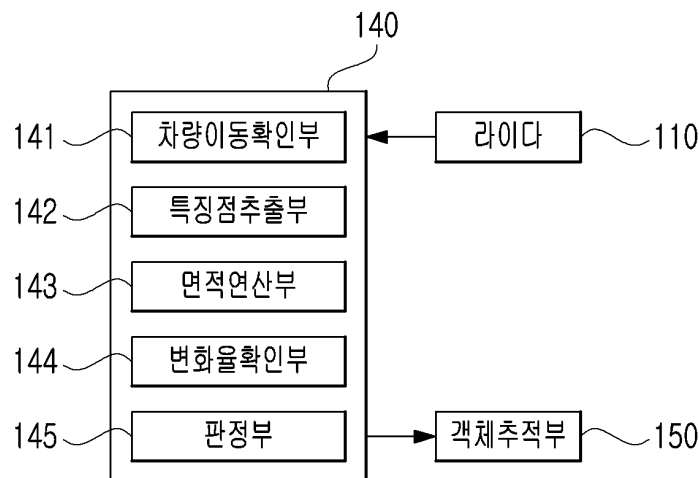 140
141 차량이동확인부 라이다 110
142 특징점추출부
143 면적연산부
144 변화율확인부
145 판정부 객체추적부 150